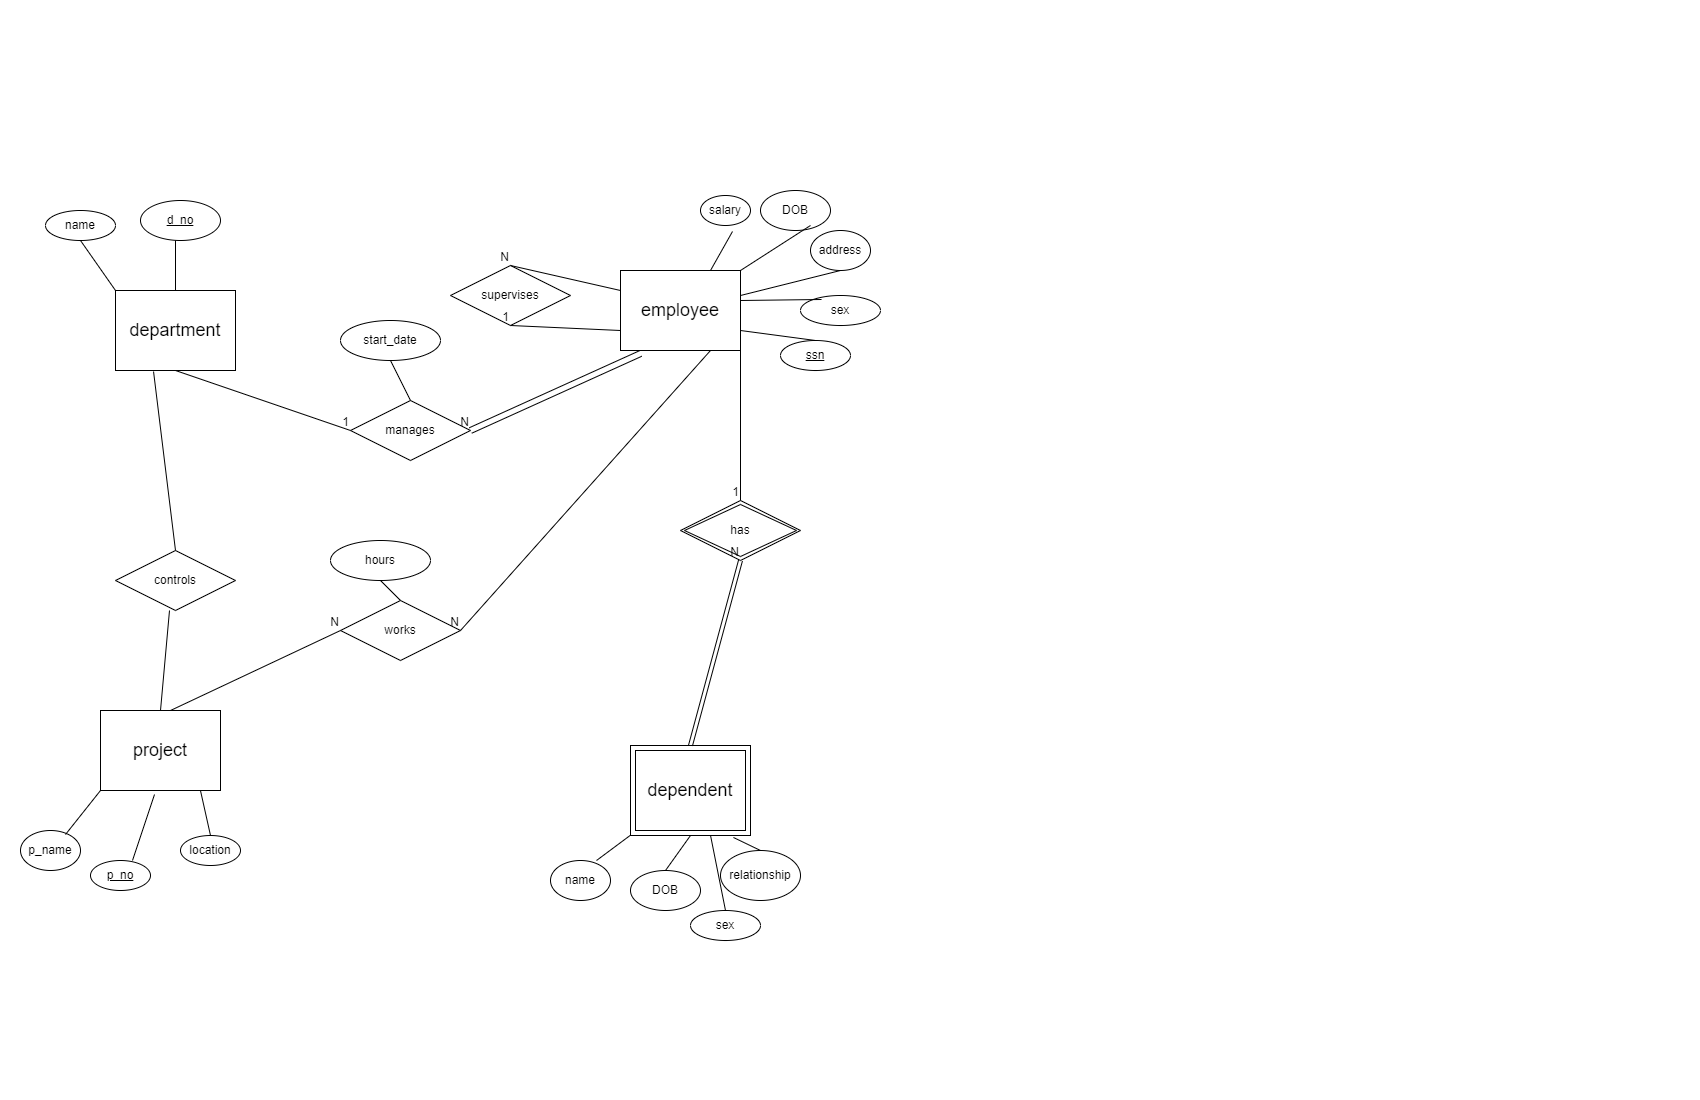 salary
DOB
name
d_no
address
N
supervises
employee
sex
1
department
start_date
ssn
1
manages
N
1
has
N
hours
controls
N
works
N
project
dependent
p_name
location
p_no
name
DOB
relationship
sex